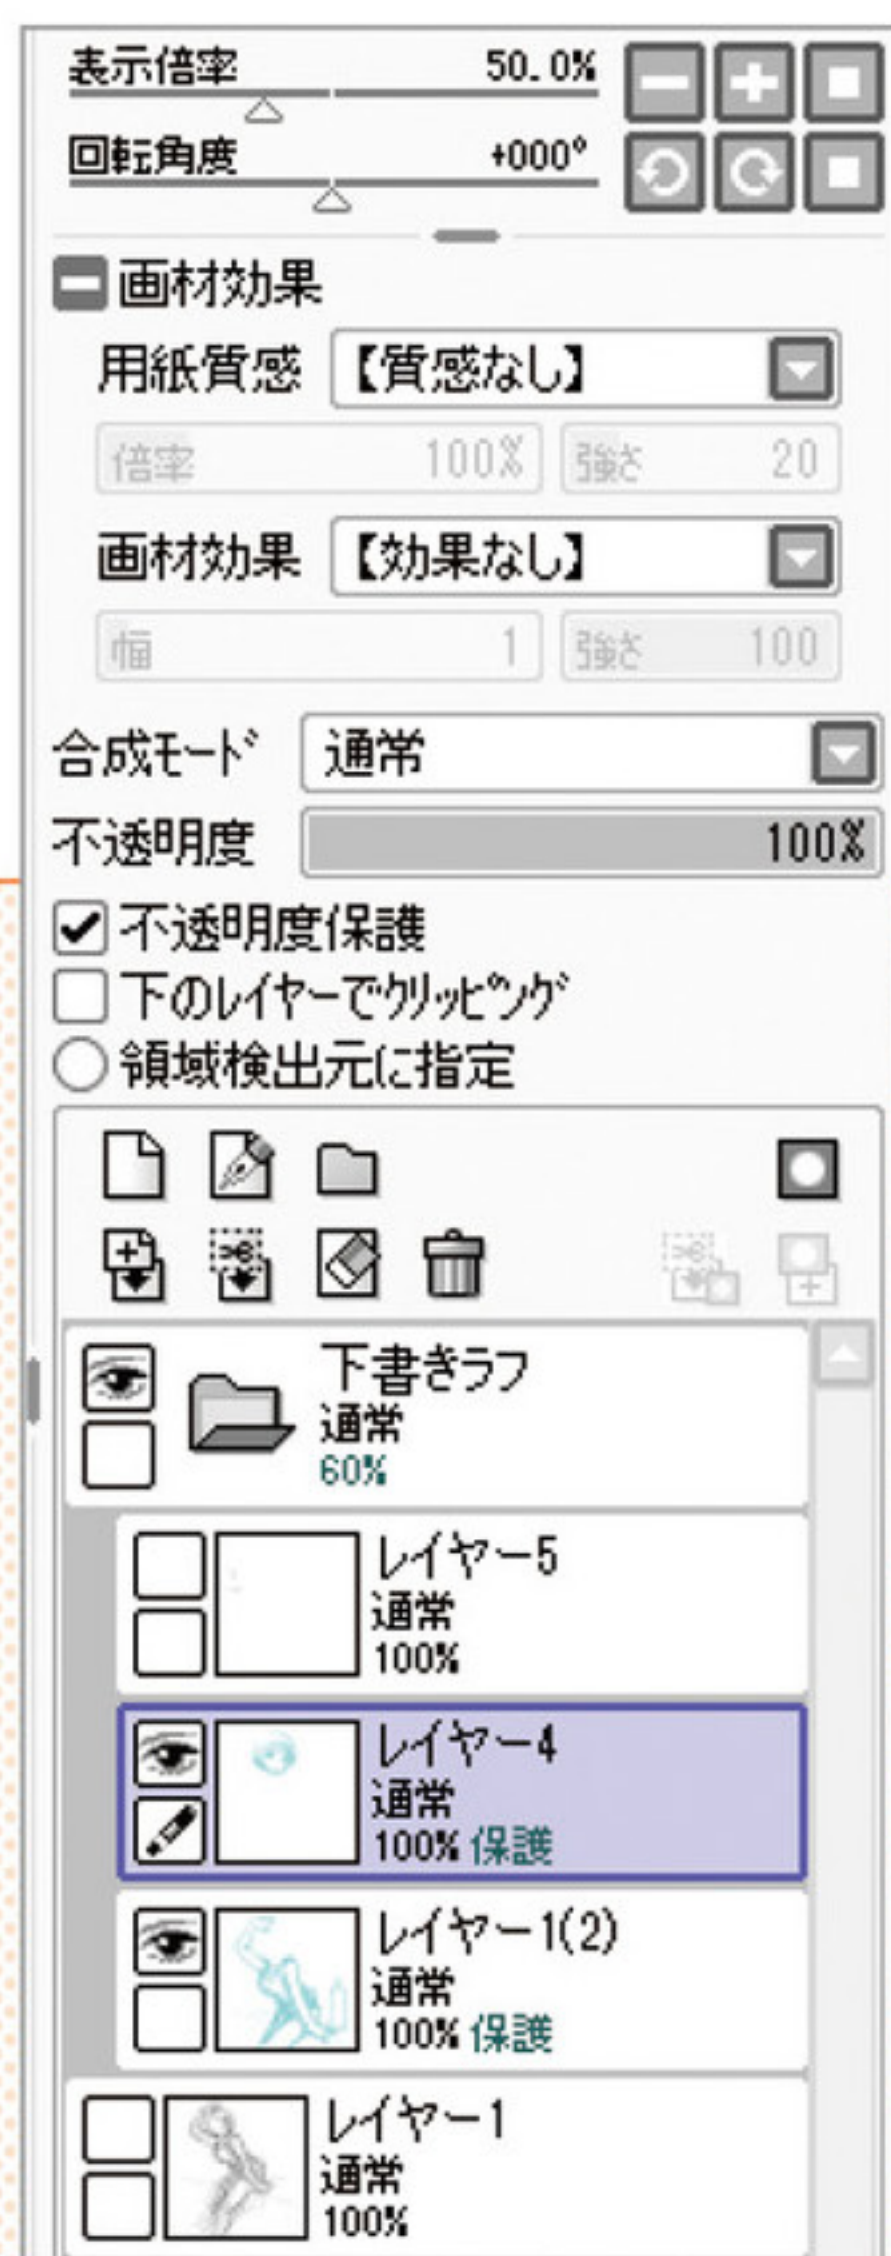 表示倍率 50.0%
回転角度 +000°
画材効果
用紙質感 【質感なし】
倍率 100% 強さ 20
画材効果 【効果なし】
幅 1 強さ 100
合成モード 通常
不透明度 100%
不透明度保護
下のレイヤーでクリッピング
領域検出元に指定
下書きラフ
通常
60%
レイヤー5
通常
100%
レイヤー4
通常
100% 保護
レイヤー1(2)
通常
100% 保護
レイヤー1
通常
100%